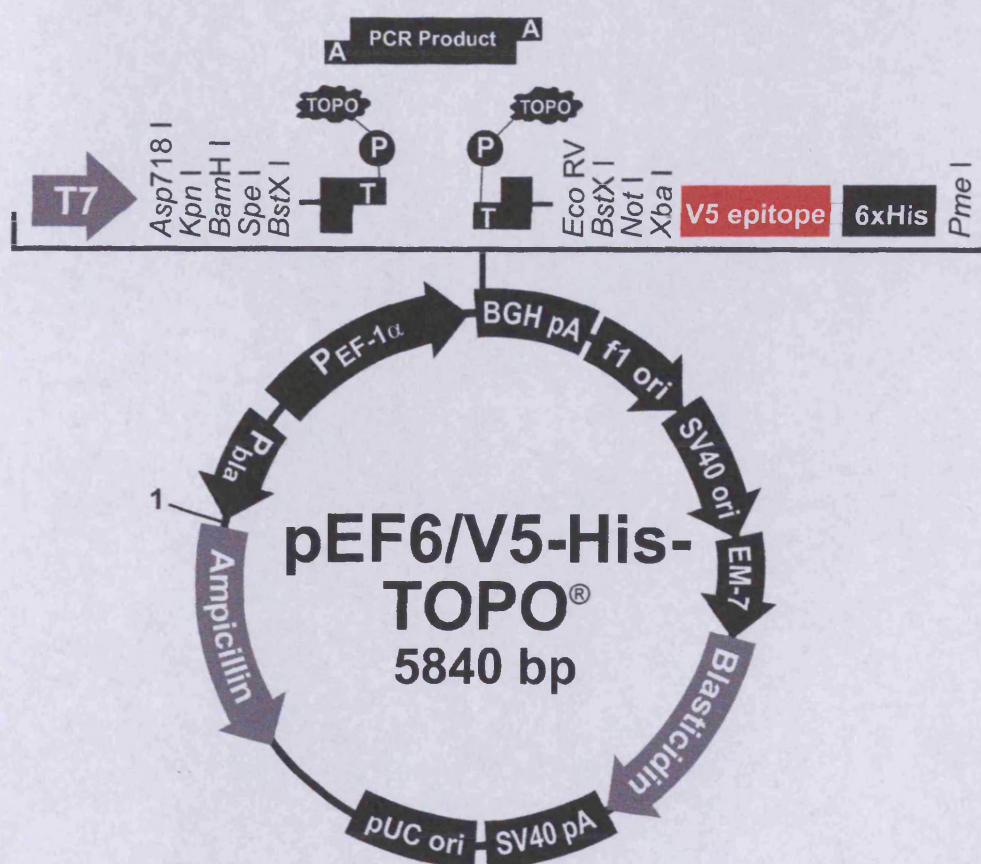 A PCR Product A
TOPO TOPO
P P
T7
Asp718 I
Kpn I
BamH I
Spe I
BstX I
T
T
Eco RV
BstX I
Not I
Xba I
V5 epitope
6xHis
Pme I
PEF-1α
BGH pA
f1 ori
SV40 ori
EM-7
Blasticidin
SV40 pA
pUC ori
Ampicillin
1
Pbla
pEF6/V5-His-
TOPO®
5840 bp